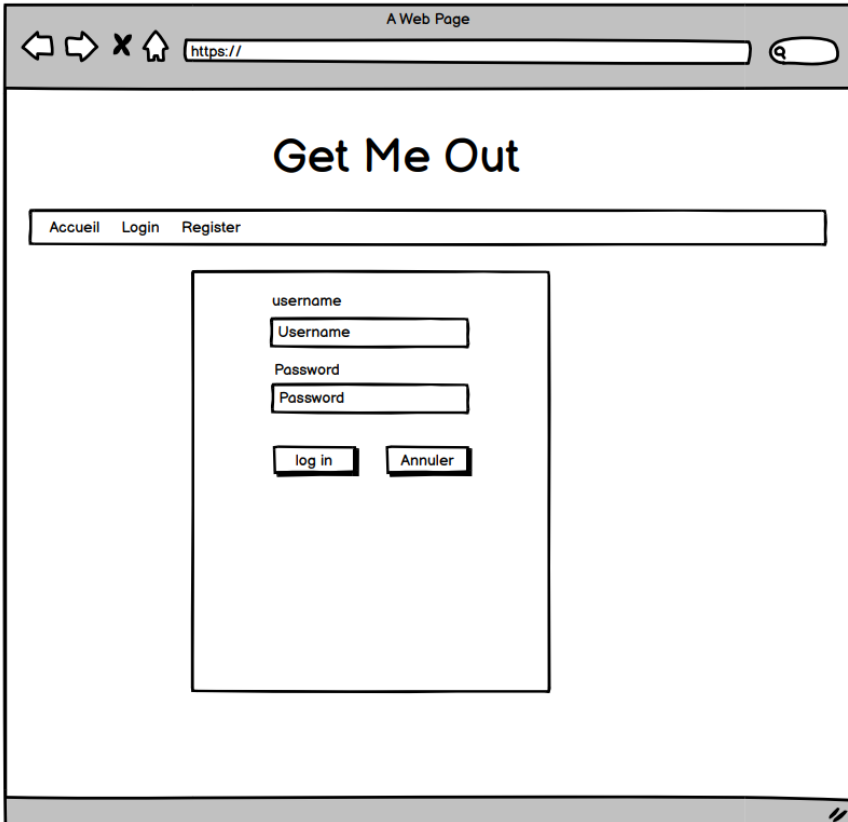 A Web Page
https://
Get Me Out
Accueil Login Register
username
Username
Password
Password
log in Annuler